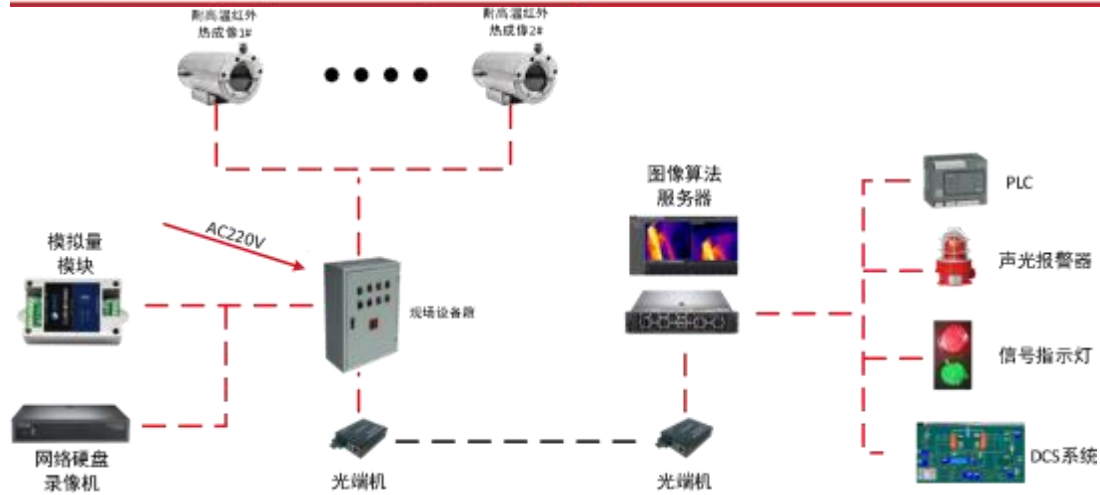 耐高温红外
热成像1#
耐高温红外
热成像2#
图像算法
服务器
PLC
AC220V
模拟量
模块
声光报警器
现场设备箱
信号指示灯
网络硬盘
录像机
光端机
光端机
DCS系统